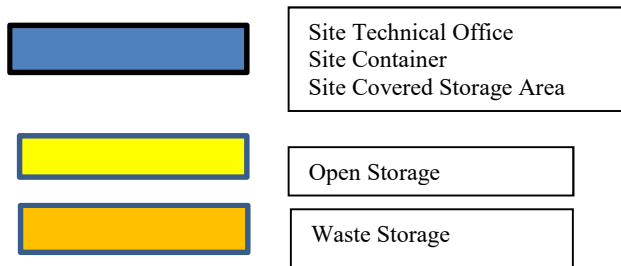 Site Technical Office
Site Container
Site Covered Storage Area
Open Storage
Waste Storage